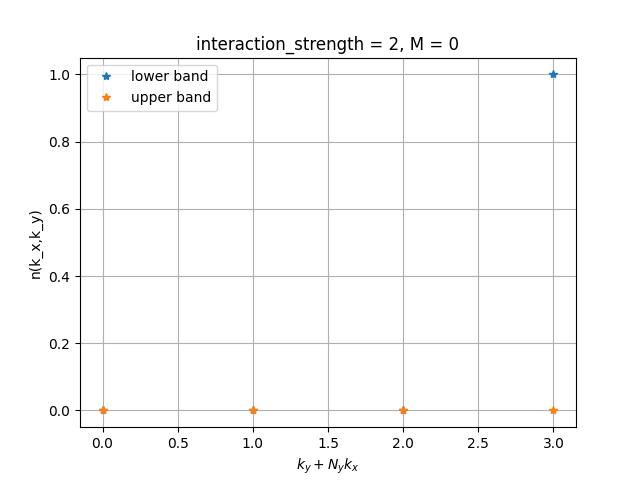 interaction_strength = 2, M = 0
lower band
upper band
n(k_x,k_y)
1.0
0.8
0.6
0.4
0.2
0.0
0.0 0.5 1.0 1.5 2.0 2.5 3.0
k_y + N_y k_x